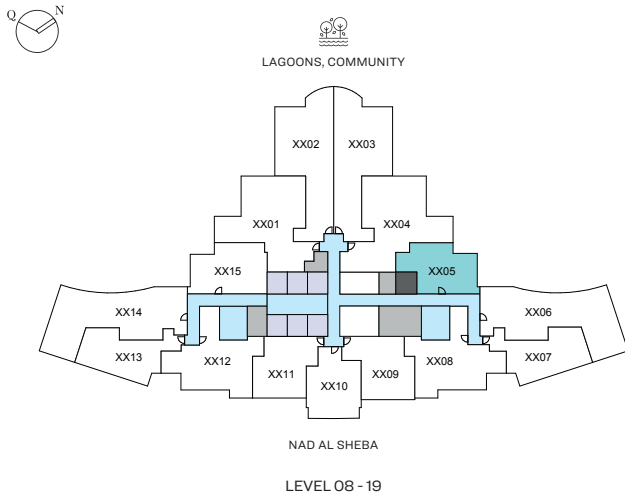 Q N
LAGOONS, COMMUNITY
XX02 XX03
XX01 XX04
XX15 XX05
XX14 XX06
XX13 XX12 XX11 XX10 XX09 XX08 XX07
NAD AL SHEBA
LEVEL 08 - 19